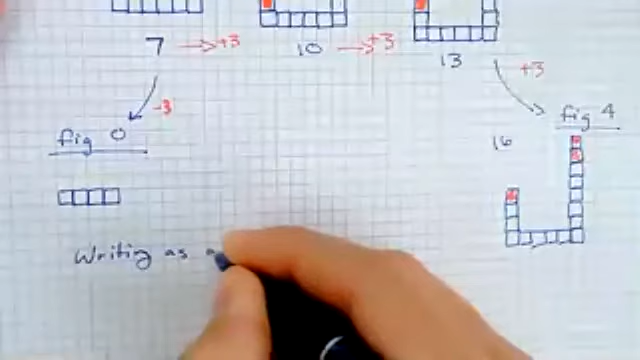 7 → +3 10 → +3 13
+3
-3
fig 0
fig 4
16
Writing as